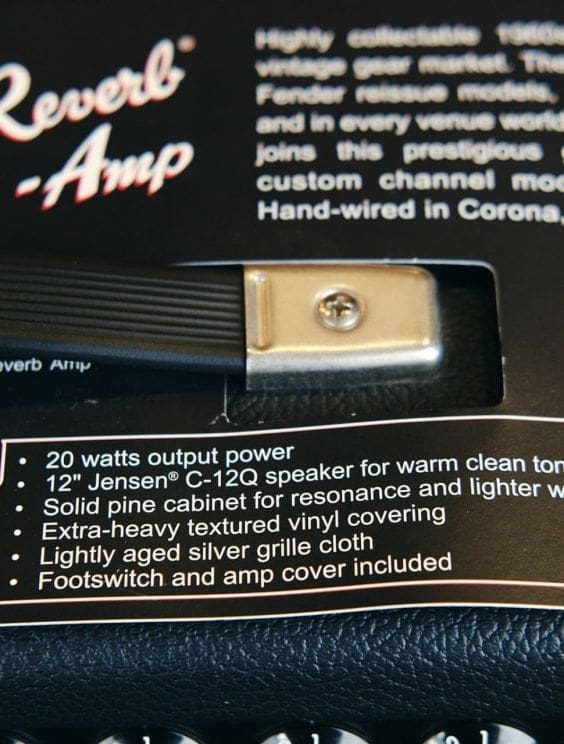 Reverb
-Amp
Highly collectable 1960s
vintage gear market. The
Fender reissue models,
and in every venue world
joins this prestigious
custom channel mod
Hand-wired in Corona,
everb Amp
• 20 watts output power
• 12" Jensen® C-12Q speaker for warm clean ton
• Solid pine cabinet for resonance and lighter w
• Extra-heavy textured vinyl covering
• Lightly aged silver grille cloth
• Footswitch and amp cover included